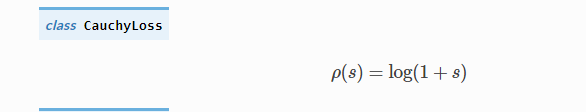 class CauchyLoss
ρ(s) = log(1 + s)